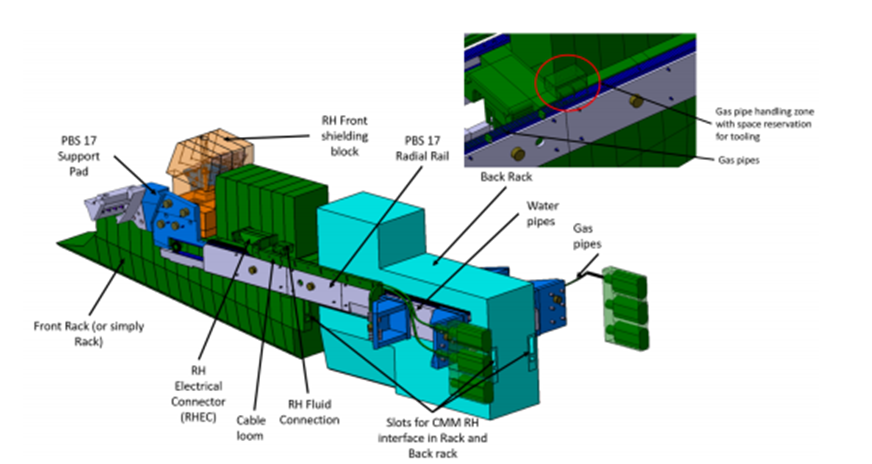 RH Front
shielding
block
PBS 17
Support
Pad
PBS 17
Radial Rail
Back Rack
Gas pipe handling zone
with space reservation
for tooling
Gas pipes
Water
pipes
Gas
pipes
Front Rack (or simply
Rack)
RH
Electrical
Connector
(RHEC)
Cable
loom
RH Fluid
Connection
Slots for CMM RH
interface in Rack and
Back rack